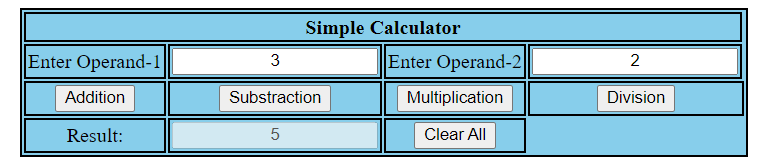 Simple Calculator
Enter Operand-1 3 Enter Operand-2 2
Addition Substraction Multiplication Division
Result: 5 Clear All